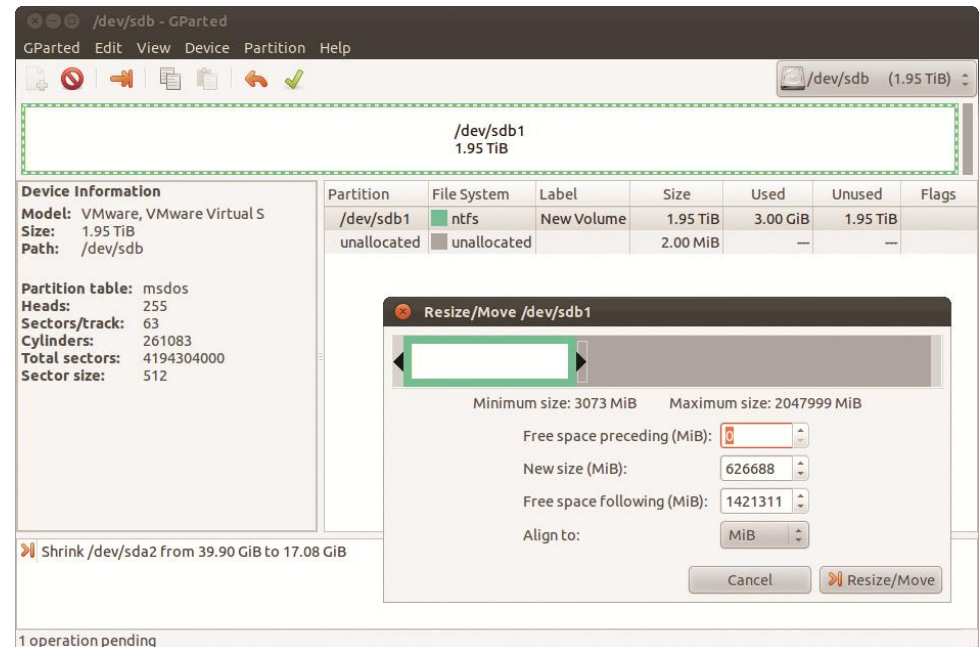 /dev/sdb - GParted
GParted Edit View Device Partition Help
/dev/sdb (1.95 TiB)
/dev/sdb1
1.95 TiB
Device Information
Model: VMware, VMware Virtual S
Size: 1.95 TiB
Path: /dev/sdb
Partition table: msdos
Heads: 255
Sectors/track: 63
Cylinders: 261083
Total sectors: 4194304000
Sector size: 512
Partition File System Label Size Used Unused Flags
/dev/sdb1 ntfs New Volume 1.95 TiB 3.00 GiB 1.95 TiB
unallocated unallocated 2.00 MiB — —
Resize/Move /dev/sdb1
Minimum size: 3073 MiB Maximum size: 2047999 MiB
Free space preceding (MiB): 0
New size (MiB): 626688
Free space following (MiB): 1421311
Align to: MiB
Cancel Resize/Move
Shrink /dev/sda2 from 39.90 GiB to 17.08 GiB
1 operation pending